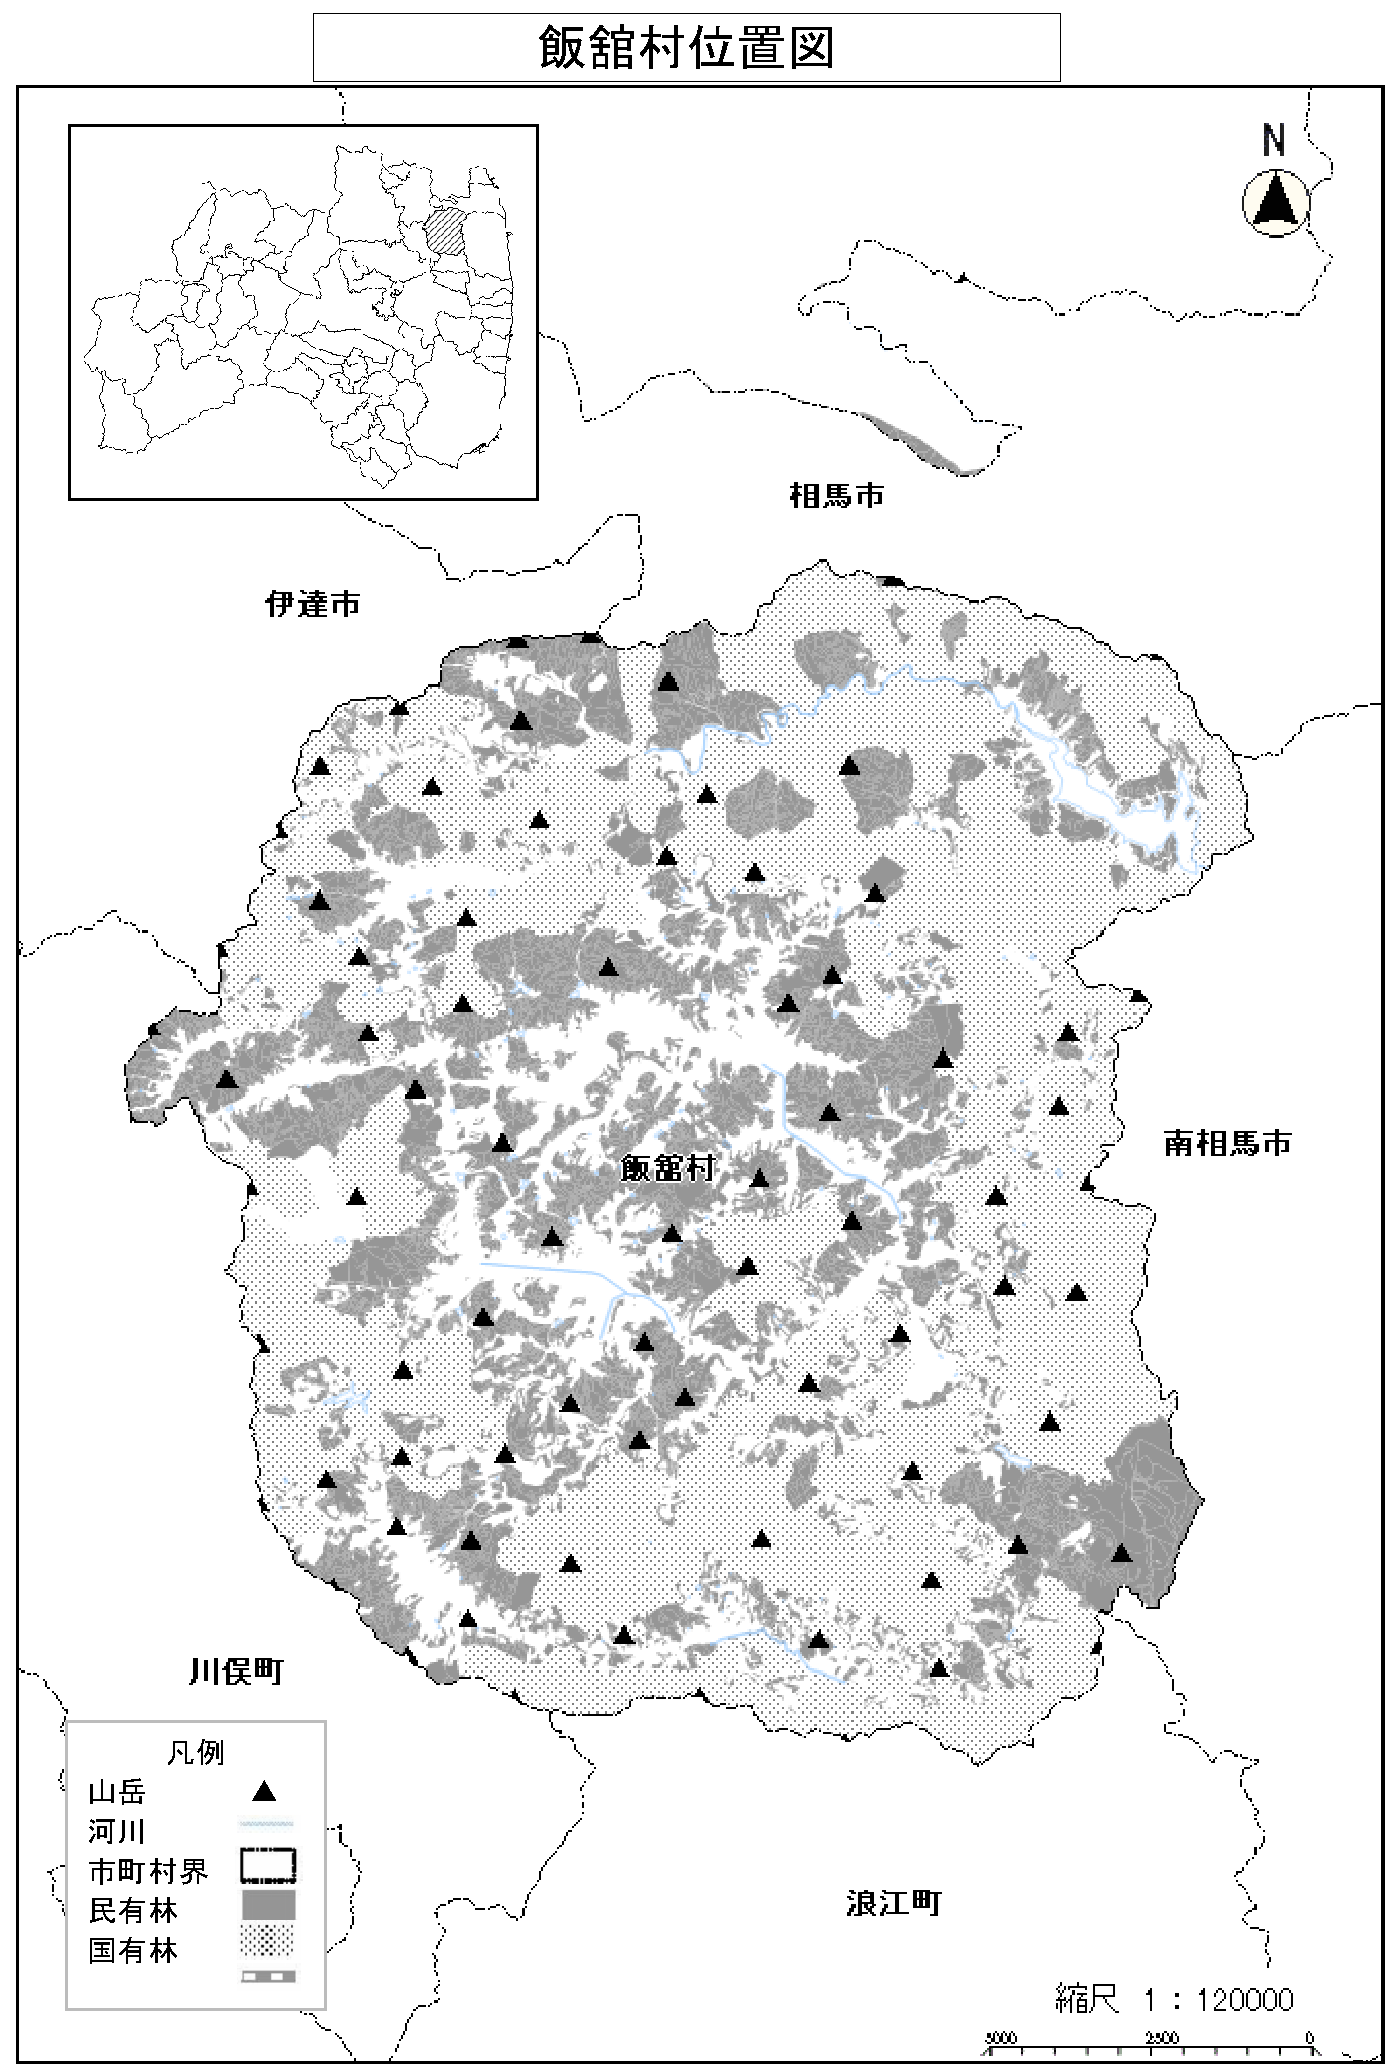 飯舘村位置図
N
相馬市
伊達市
南相馬市
飯舘村
川俣町
凡例
山岳
河川
市町村界
民有林
国有林
浪江町
縮尺 1:120000
5000 2500 0